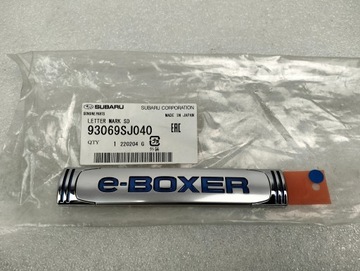 SUBARU SUBARU CORPORATION
GENUINE PARTS MADE IN JAPAN
LETTER MARK SD
93069SJ040 EAC
QTY 1 220204 G
e-BOXER